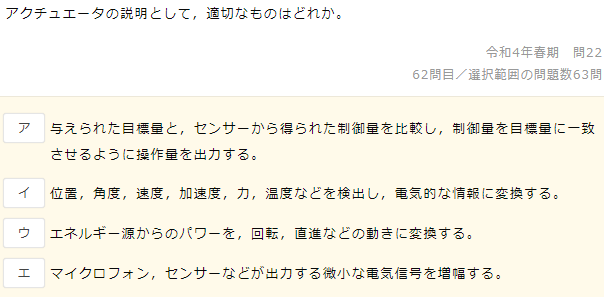 アクチュエータの説明として，適切なものはどれか。
令和4年春期　問22
62問目／選択範囲の問題数63問
ア　与えられた目標量と，センサーから得られた制御量を比較し，制御量を目標量に一致
させるように操作量を出力する。
イ　位置，角度，速度，加速度，力，温度などを検出し，電気的な情報に変換する。
ウ　エネルギー源からのパワーを，回転，直進などの動きに変換する。
エ　マイクロフォン，センサーなどが出力する微小な電気信号を増幅する。